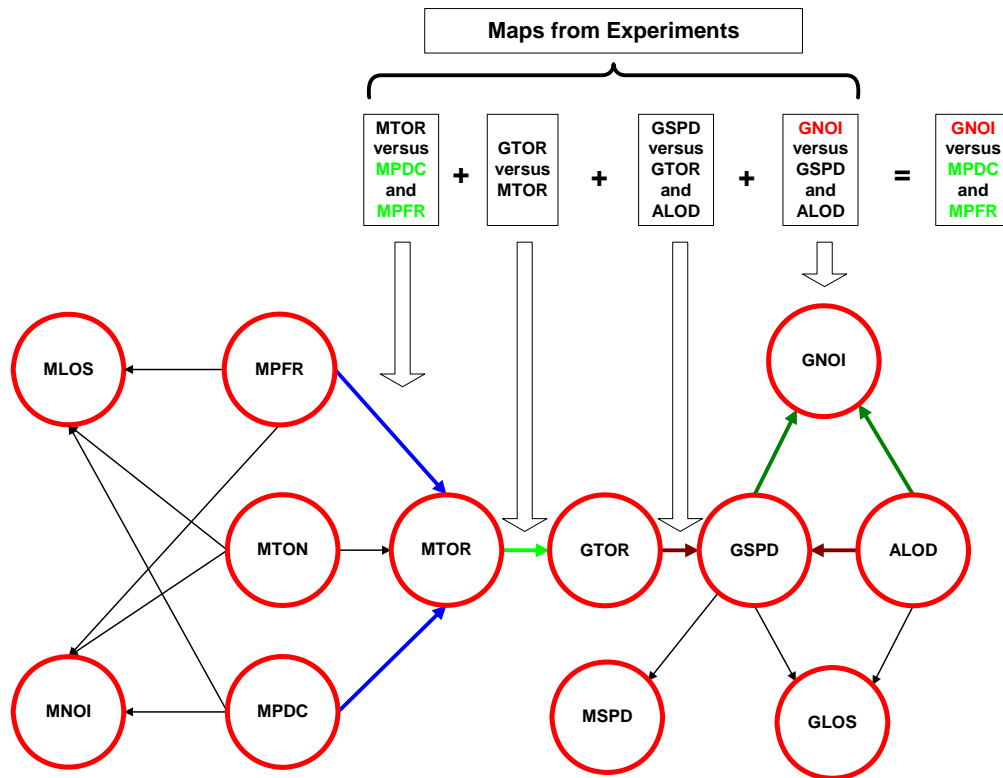 Maps from Experiments
MTOR
versus
MPDC
and
MPFR
+
GTOR
versus
MTOR
+
GSPD
versus
GTOR
and
ALOD
+
GNOI
versus
GSPD
and
ALOD
=
GNOI
versus
MPDC
and
MPFR
MLOS
MPFR
GNOI
MTON
MTOR
GTOR
GSPD
ALOD
MNOI
MPDC
MSPD
GLOS